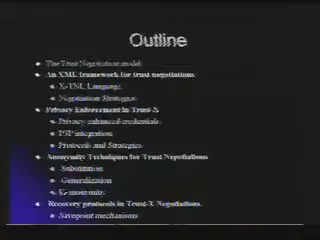 Outline
The Trust Negotiation model
An XML framework for trust negotiations
X-TNL Language
Negotiation Strategies
Privacy Enforcement in Trust-X
Privacy enhanced credentials
P3P integration
Protocols and Strategies
Anonymity Techniques for Trust Negotiations
Substitution
Generalization
K-anonymity
Recovery protocols in Trust-X Negotiations
Savepoint mechanisms